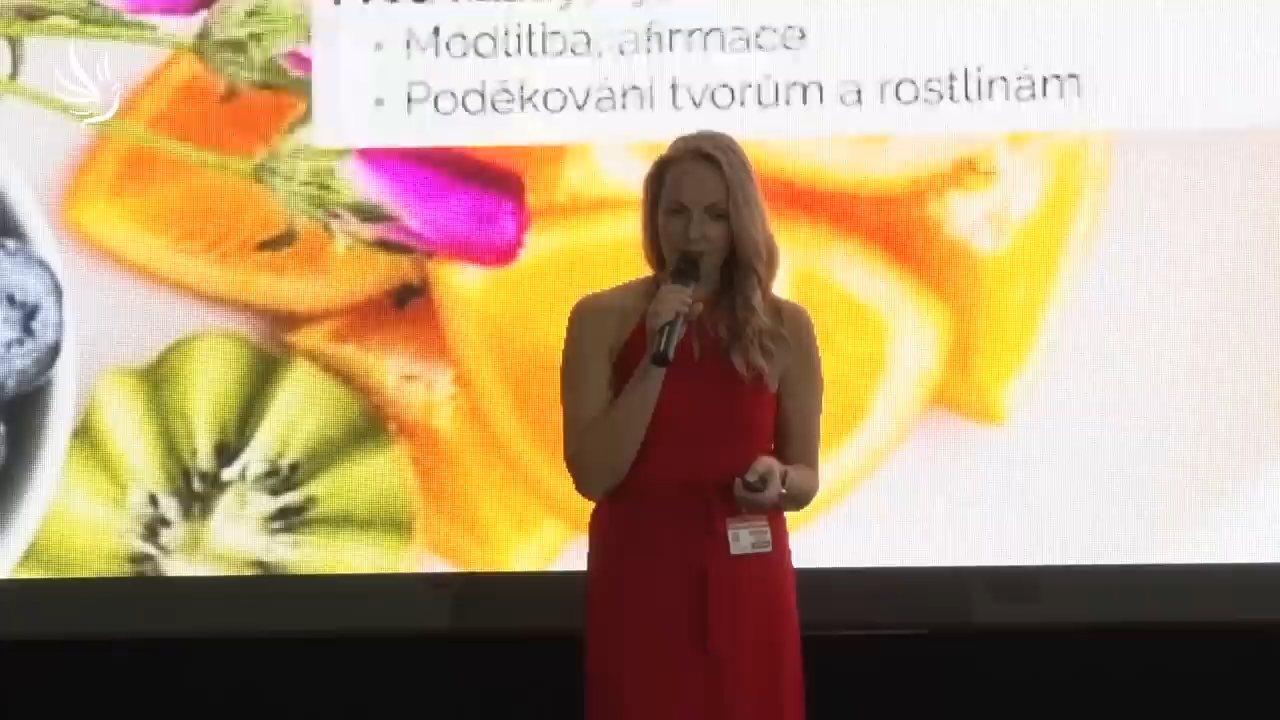 • Modlitba, afirmace
• Poděkování tvorům a rostlinám